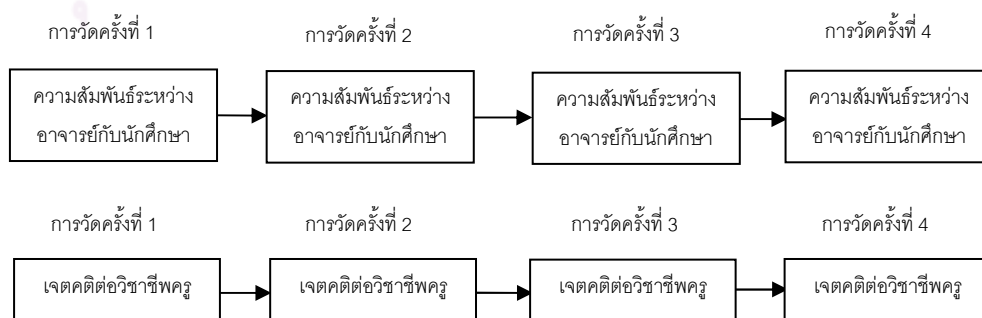 การวัดครั้งที่ 1 การวัดครั้งที่ 2 การวัดครั้งที่ 3 การวัดครั้งที่ 4
ความสัมพันธ์ระหว่าง ความสัมพันธ์ระหว่าง ความสัมพันธ์ระหว่าง ความสัมพันธ์ระหว่าง
อาจารย์กับนักศึกษา อาจารย์กับนักศึกษา อาจารย์กับนักศึกษา อาจารย์กับนักศึกษา
การวัดครั้งที่ 1 การวัดครั้งที่ 2 การวัดครั้งที่ 3 การวัดครั้งที่ 4
เจตคติต่อวิชาชีพครู เจตคติต่อวิชาชีพครู เจตคติต่อวิชาชีพครู เจตคติต่อวิชาชีพครู